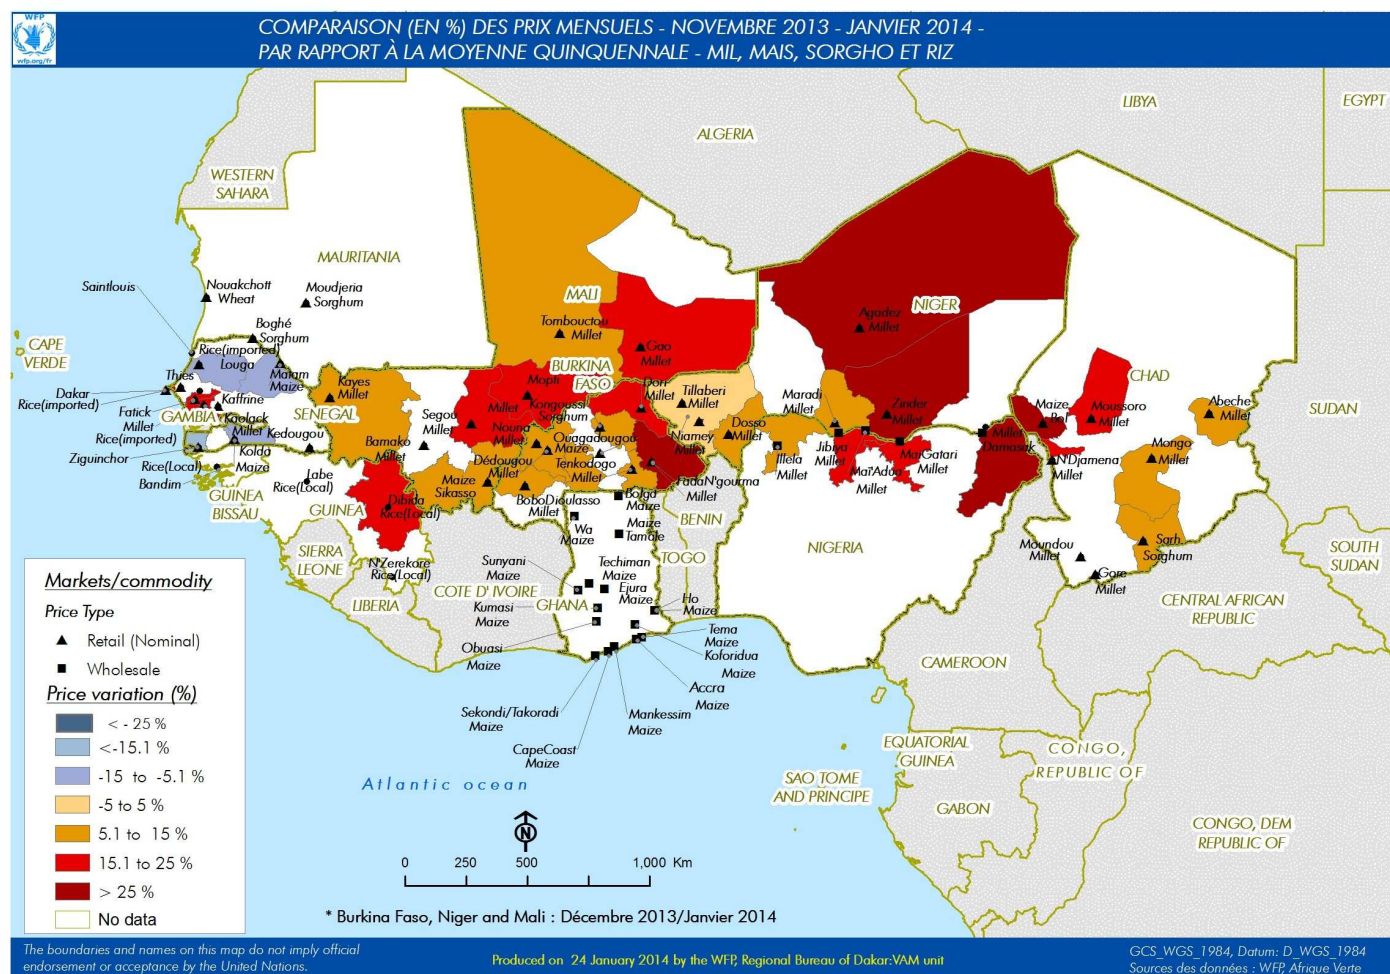 WFP
wfp.org/fr
COMPARAISON (EN %) DES PRIX MENSUELS - NOVEMBRE 2013 - JANVIER 2014 -
PAR RAPPORT À LA MOYENNE QUINQUENNALE - MIL, MAIS, SORGHO ET RIZ
LIBYA
EGYPT
ALGERIA
WESTERN
SAHARA
MAURITANIA
Saintlouis
Nouakchott
Wheat
Moudjeria
Sorghum
MALI
NIGER
Tombouctou
Millet
Agadez
Millet
CAPE
VERDE
Boghé
Sorghum
Rice(imported)
Louga
Matam
Maize
Gao
Millet
BURKINA
FASO
CHAD
Thies
Dakar
Rice(imported)
Kaffrine
Kayes
Millet
Mopti
Millet
Dori
Millet
Tillaberi
Millet
Maradi
Millet
Zinder
Millet
Maize
Bol
Moussoro
Millet
Abeche
Millet
SUDAN
Fatick
Millet
GAMBIA
Kaolack
Millet
SENEGAL
Segou
Millet
Kongoussi
Sorghum
Nouna
Millet
Ouagadougou
Maize
Niamey
Millet
Dosso
Millet
Rice(imported)
Kedougou
Bamako
Millet
Illela
Millet
Jibiya
Millet
MaiGatari
Millet
Millet
Damasak
Mongo
Millet
Ziguinchor
Kolda
Maize
Dédougou
Millet
Tenkodogo
Millet
Mai'Adua
Millet
N'Djamena
Millet
Rice(Local)
Bandim
Labe
Rice(Local)
Maize
Sikasso
FadaN'gourma
Millet
GUINEA
BISSAU
GUINEA
Dibida
Rice(Local)
BoboDioulasso
Millet
Bolga
Maize
BENIN
Wa
Maize
Maize
Tamale
NIGERIA
Moundou
Millet
Sarh
Sorghum
SOUTH
SUDAN
SIERRA
LEONE
N'Zerekore
Rice(Local)
Sunyani
Maize
Techiman
Maize
TOGO
Gore
Millet
LIBERIA
COTE D' IVOIRE
Ejura
Maize
Ho
Maize
CENTRAL AFRICAN
REPUBLIC
Kumasi
Maize
GHANA
Obuasi
Maize
Tema
Maize
Koforidua
Maize
CAMEROON
Accra
Maize
Sekondi/Takoradi
Maize
Mankessim
Maize
CapeCoast
Maize
EQUATORIAL
GUINEA
CONGO,
REPUBLIC OF
Atlantic ocean
SAO TOME
AND PRINCIPE
GABON
CONGO, DEM
REPUBLIC OF
Markets/commodity
Price Type
Retail (Nominal)
Wholesale
Price variation (%)
< - 25 %
<-15.1 %
-15 to -5.1 %
-5 to 5 %
5.1 to 15 %
15.1 to 25 %
> 25 %
No data
N
0 250 500 1,000 Km
* Burkina Faso, Niger and Mali : Décembre 2013/Janvier 2014
The boundaries and names on this map do not imply official
endorsement or acceptance by the United Nations.
Produced on 24 January 2014 by the WFP, Regional Bureau of Dakar:VAM unit
GCS_WGS_1984, Datum: D_WGS_1984
Sources des données : WFP, Afrique Verte